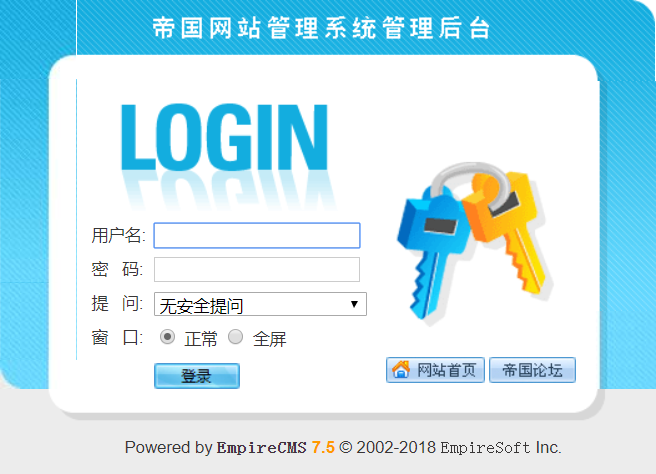 帝国网站管理系统管理后台
LOGIN
用户名:
密 码:
提 问: 无安全提问
窗 口: 正常 全屏
登录 网站首页 帝国论坛
Powered by EmpireCMS 7.5 © 2002-2018 EmpireSoft Inc.